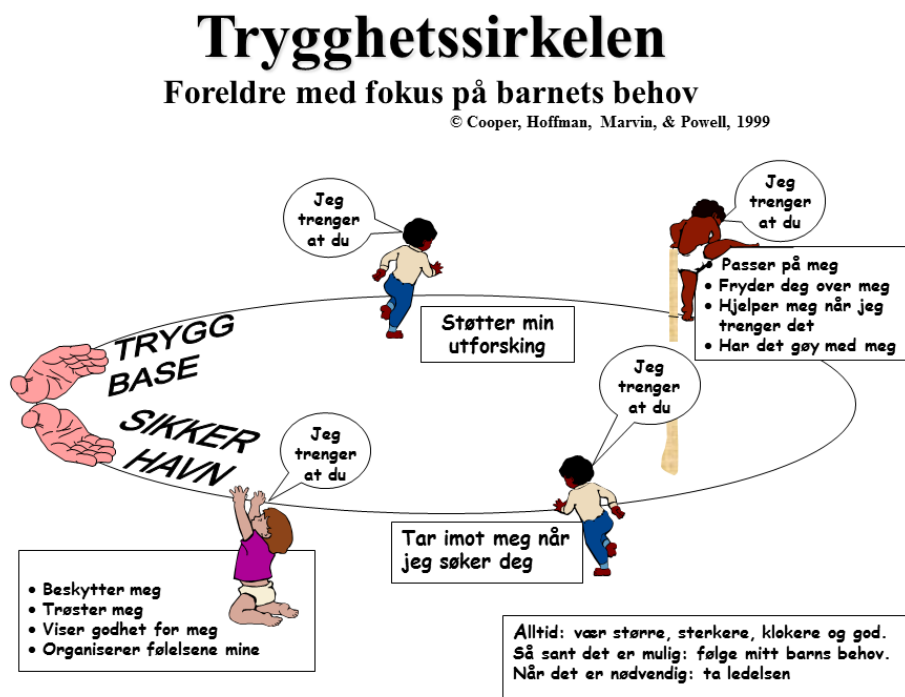 Trygghetssirkelen
Foreldre med fokus på barnets behov
© Cooper, Hoffman, Marvin, & Powell, 1999
Jeg
trenger
at du
Støtter min
utforsking
Jeg
trenger
at du
• Passer på meg
• Fryder deg over meg
• Hjelper meg når jeg
trenger det
• Har det gøy med meg
TRYGG
BASE
SIKKER
HAVN
Jeg
trenger
at du
Tar imot meg når
jeg søker deg
Jeg
trenger
at du
• Beskytter meg
• Trøster meg
• Viser godhet for meg
• Organiserer følelsene mine
Alltid: vær større, sterkere, klokere og god.
Så sant det er mulig: følge mitt barns behov.
Når det er nødvendig: ta ledelsen